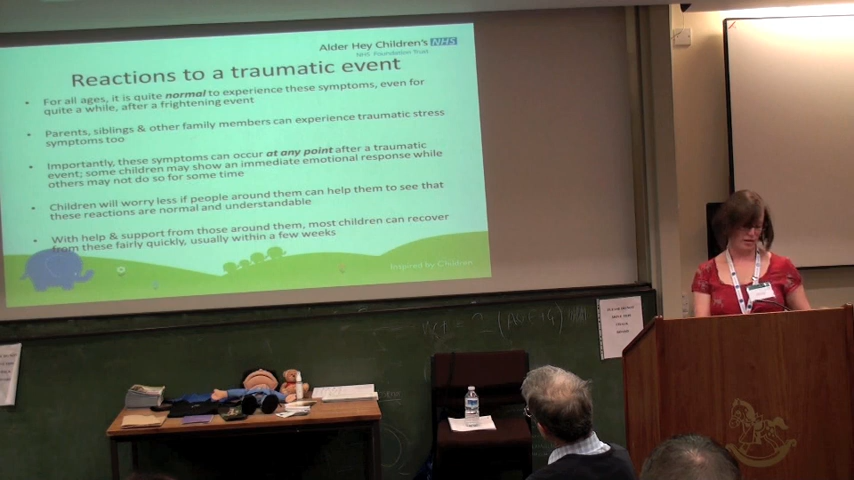 Alder Hey Children's NHS
NHS Foundation Trust
Reactions to a traumatic event
• For all ages, it is quite normal to experience these symptoms, even for
quite a while, after a frightening event
• Parents, siblings & other family members can experience traumatic stress
symptoms too
• Importantly, these symptoms can occur at any point after a traumatic
event; some children may show an immediate emotional response while
others may not do so for some time
• Children will worry less if people around them can help them to see that
these reactions are normal and understandable
• With help & support from those around them, most children can recover
from these fairly quickly, usually within a few weeks
Inspired by Children